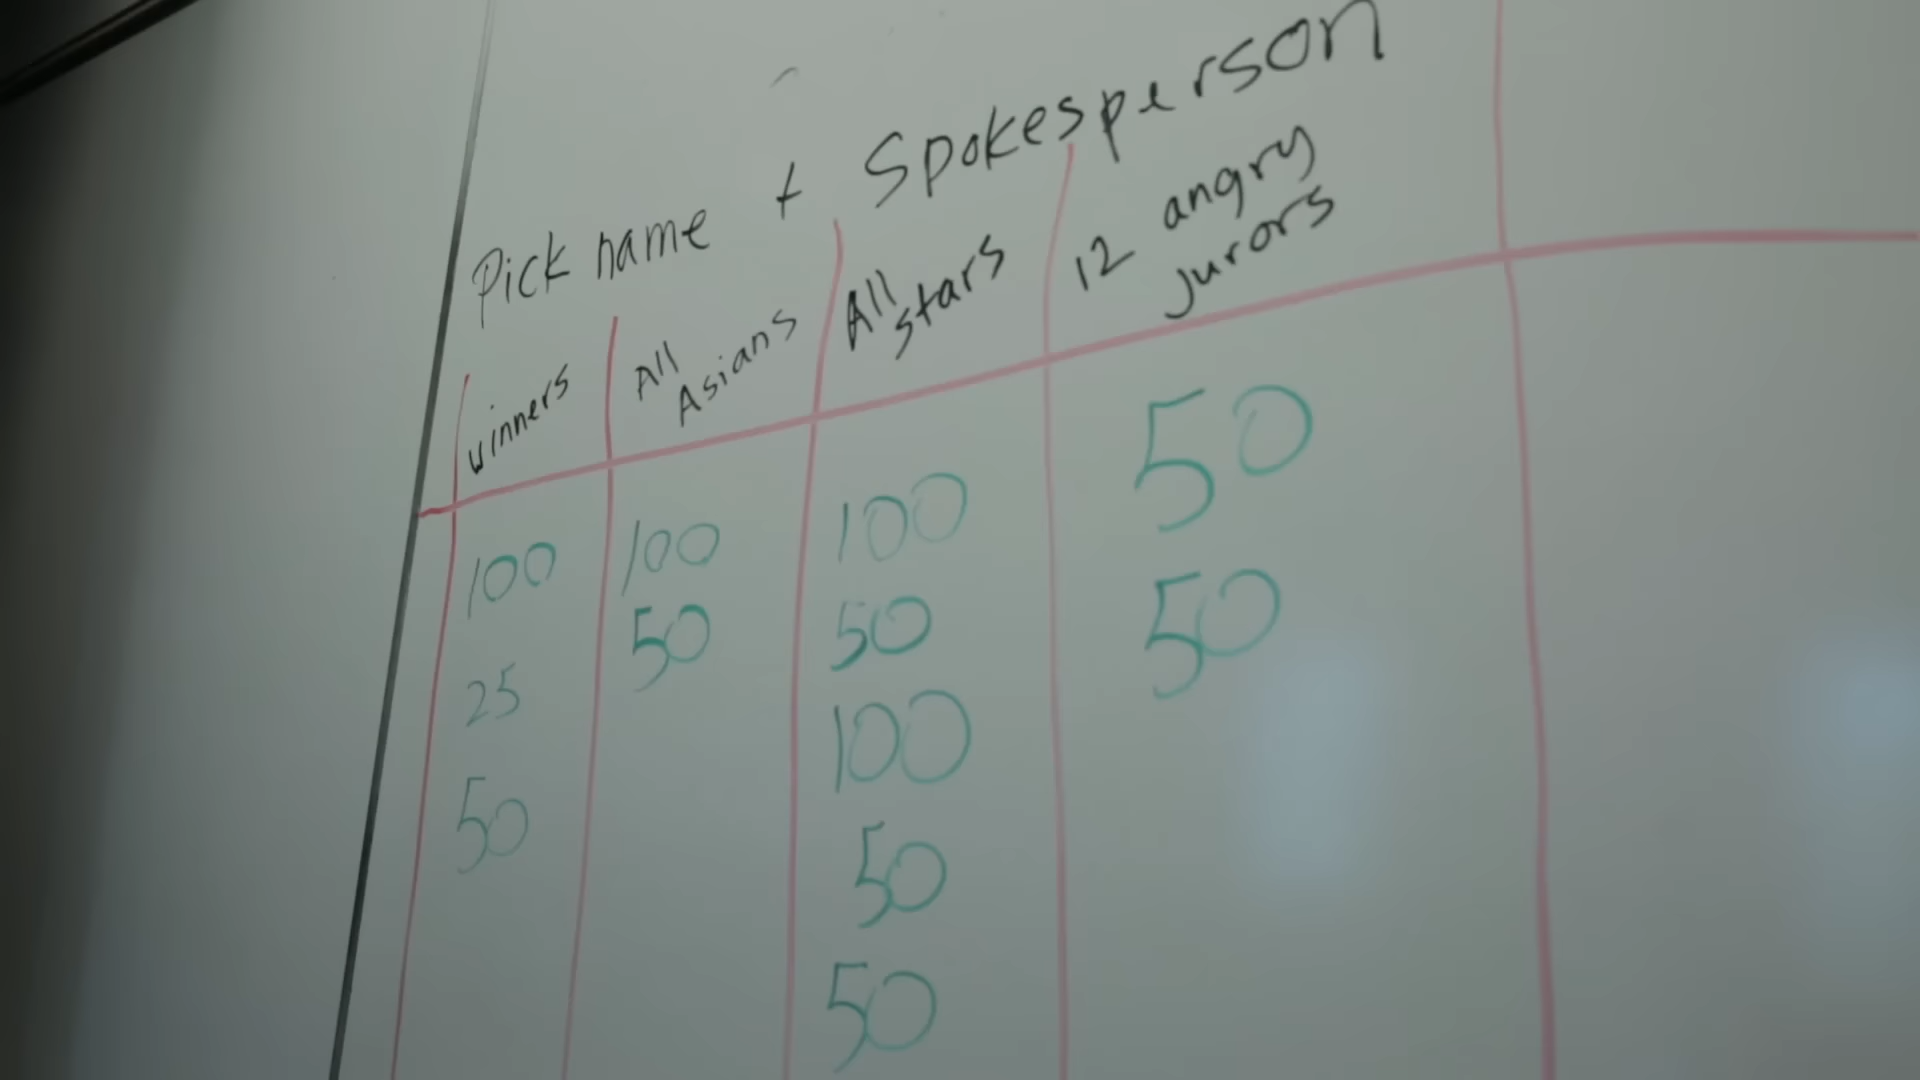 Pick name + Spokesperson
winners
All
Asians
All
stars
12 angry
jurors
100 100 100 50
25 50 50 50
50 100
50
50